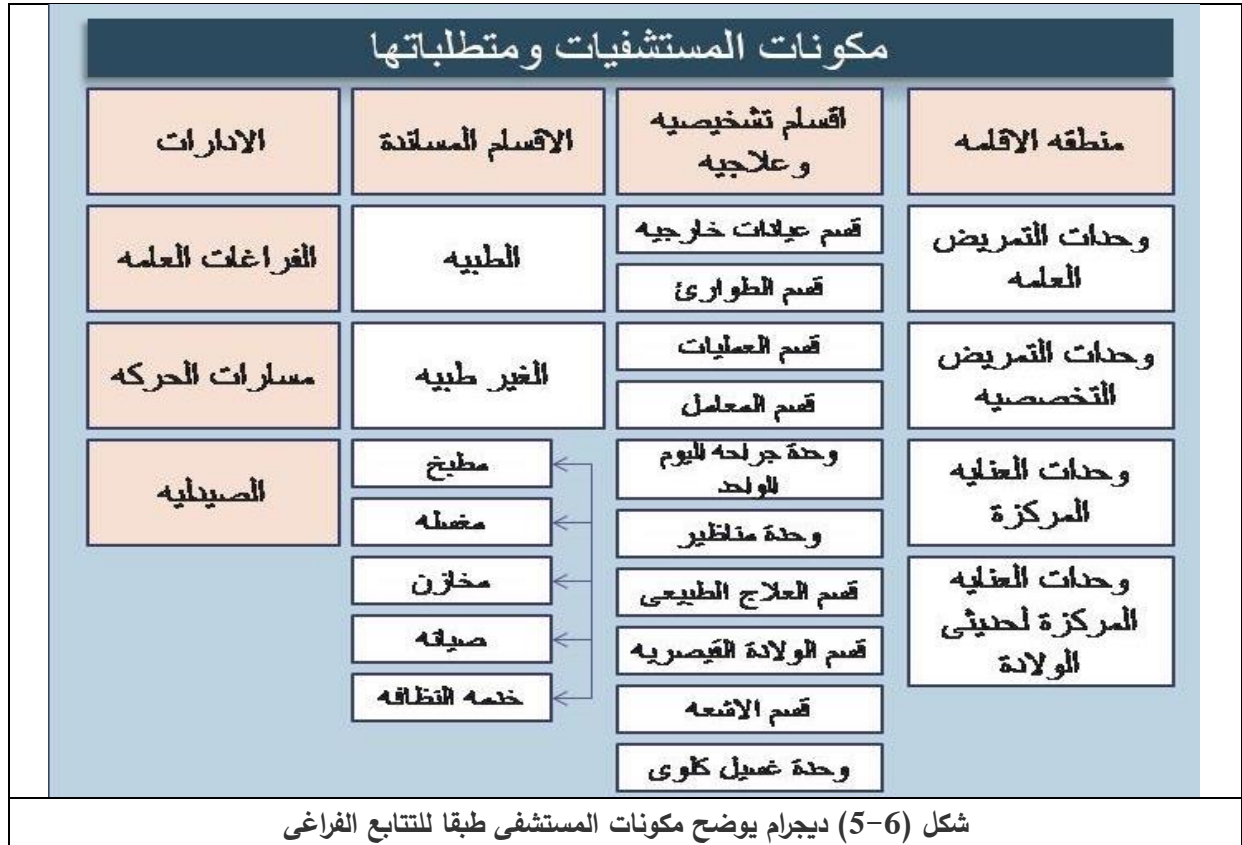 مكونات المستشفيات ومتطلباتها
منطقه الاقامه
وحدات التمريض
العامه
وحدات التمريض
التخصصيه
وحدات العنايه
المركزة
وحدات العنايه
المركزة لحديثى
الولادة
اقسام تشخيصيه
وعلاجيه
قسم عيادات خارجيه
قسم الطوارئ
قسم العمليات
قسم المعامل
وحدة جراحه اليوم
الواحد
وحدة مناظير
قسم العلاج الطبيعى
قسم الولادة القيصريه
قسم الاشعه
وحدة غسيل كلوى
الاقسام المساندة
الطبيه
الغير طبيه
مطبخ
مغسله
مخازن
صيانه
خدمه النظافه
الادارات
الفراغات العامه
مسارات الحركه
الصيدليه
شكل (6-5) ديجرام يوضح مكونات المستشفى طبقا للتتابع الفراغى